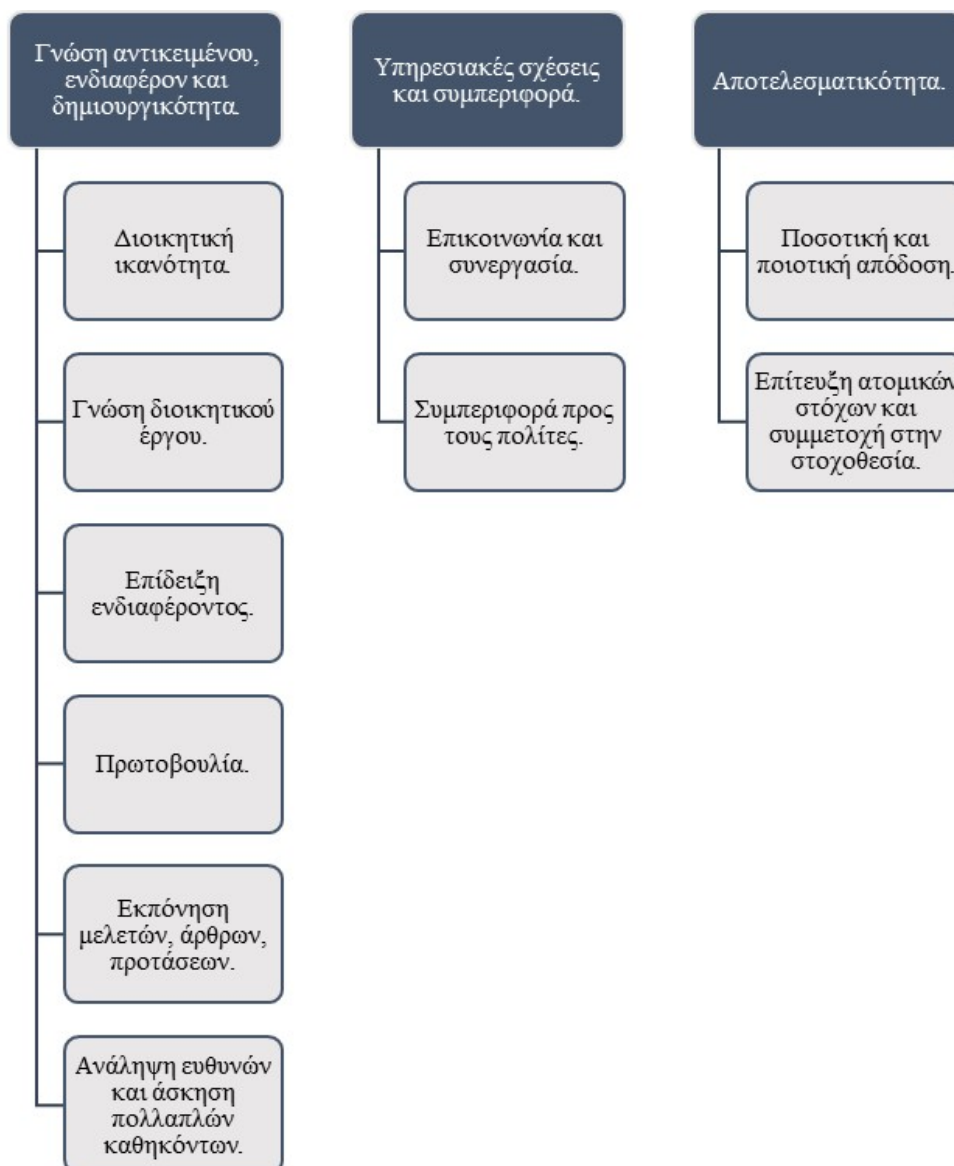 Γνώση αντικειμένου,
ενδιαφέρον και
δημιουργικότητα.
Διοικητική
ικανότητα.
Γνώση διοικητικού
έργου.
Επίδειξη
ενδιαφέροντος.
Πρωτοβουλία.
Εκπόνηση
μελετών, άρθρων,
προτάσεων.
Ανάληψη ευθυνών
και άσκηση
πολλαπλών
καθηκόντων.
Υπηρεσιακές σχέσεις
και συμπεριφορά.
Επικοινωνία και
συνεργασία.
Συμπεριφορά προς
τους πολίτες.
Αποτελεσματικότητα.
Ποσοτική και
ποιοτική απόδοση.
Επίτευξη ατομικών
στόχων και
συμμετοχή στην
στοχοθεσία.